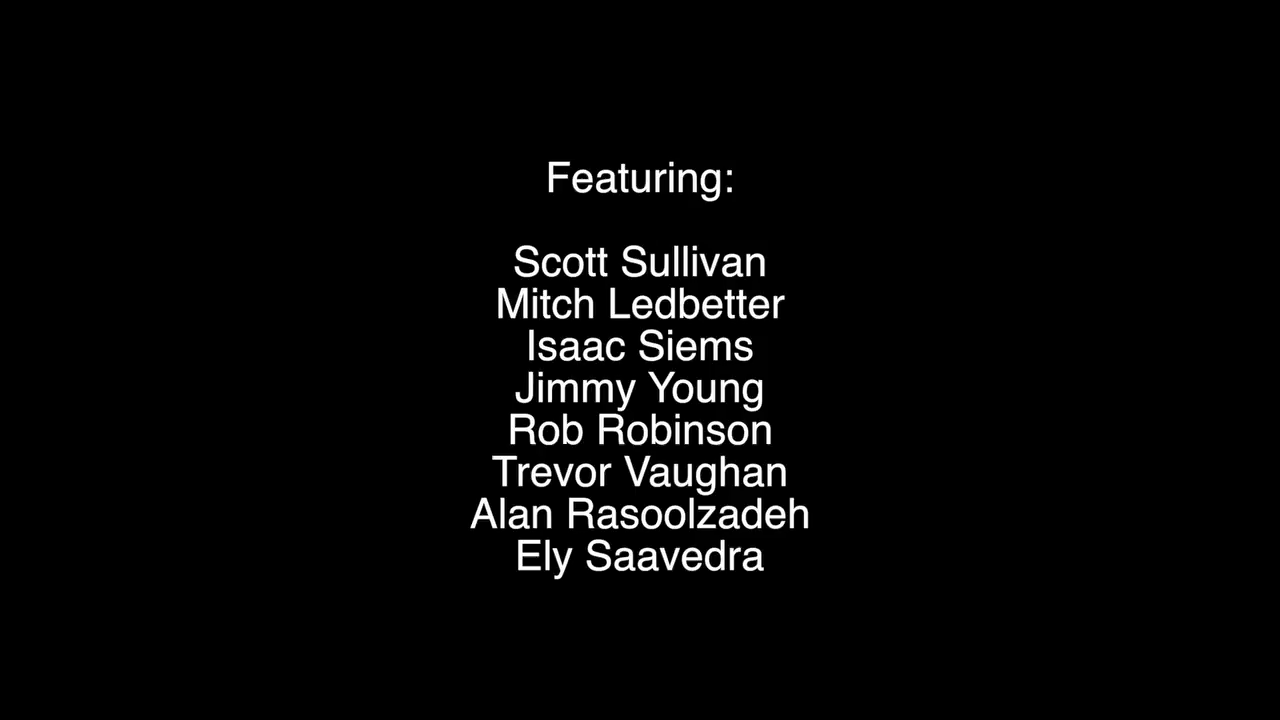 Featuring:
Scott Sullivan
Mitch Ledbetter
Isaac Siems
Jimmy Young
Rob Robinson
Trevor Vaughan
Alan Rasoolzadeh
Ely Saavedra